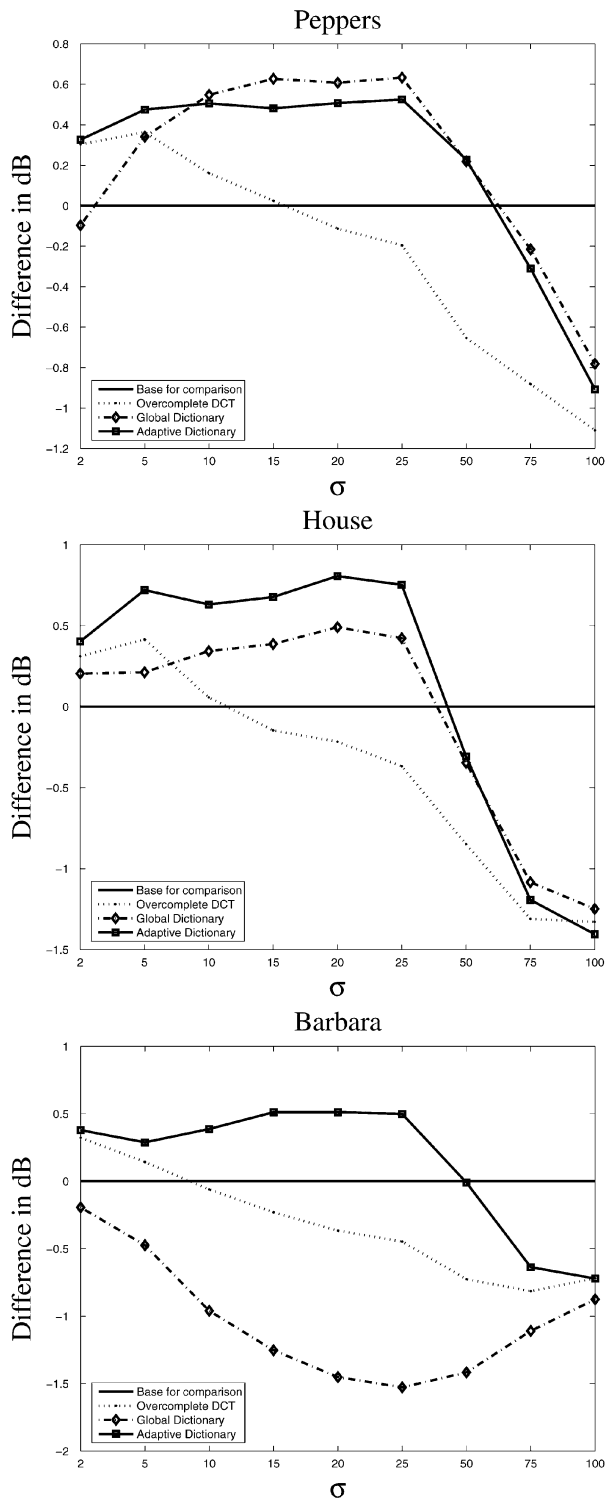 Peppers
0.8
0.6
0.4
0.2
0
−0.2
−0.4
−0.6
−0.8
−1
−1.2
Difference in dB
Base for comparison
Overcomplete DCT
Global Dictionary
Adaptive Dictionary
2 5 10 15 20 25 50 75 100
σ
House
1
0.5
0
−0.5
−1
−1.5
Difference in dB
Base for comparison
Overcomplete DCT
Global Dictionary
Adaptive Dictionary
2 5 10 15 20 25 50 75 100
σ
Barbara
1
0.5
0
−0.5
−1
−1.5
−2
Difference in dB
Base for comparison
Overcomplete DCT
Global Dictionary
Adaptive Dictionary
2 5 10 15 20 25 50 75 100
σ